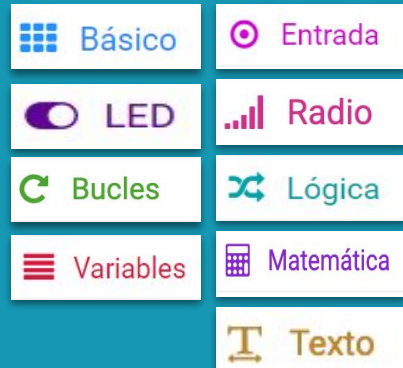 Básico
Entrada
LED
Radio
Bucles
Lógica
Variables
Matemática
Texto